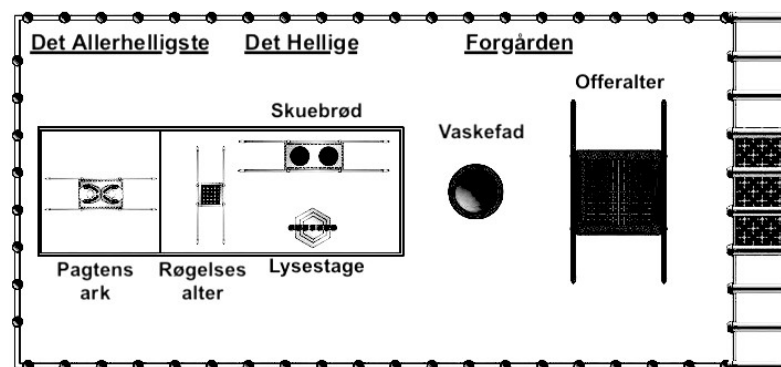 Det Allerhelligste
Det Hellige
Forgården
Offeralter
Skuebrød
Vaskefad
Pagtens
ark
Røgelses
alter
Lysestage